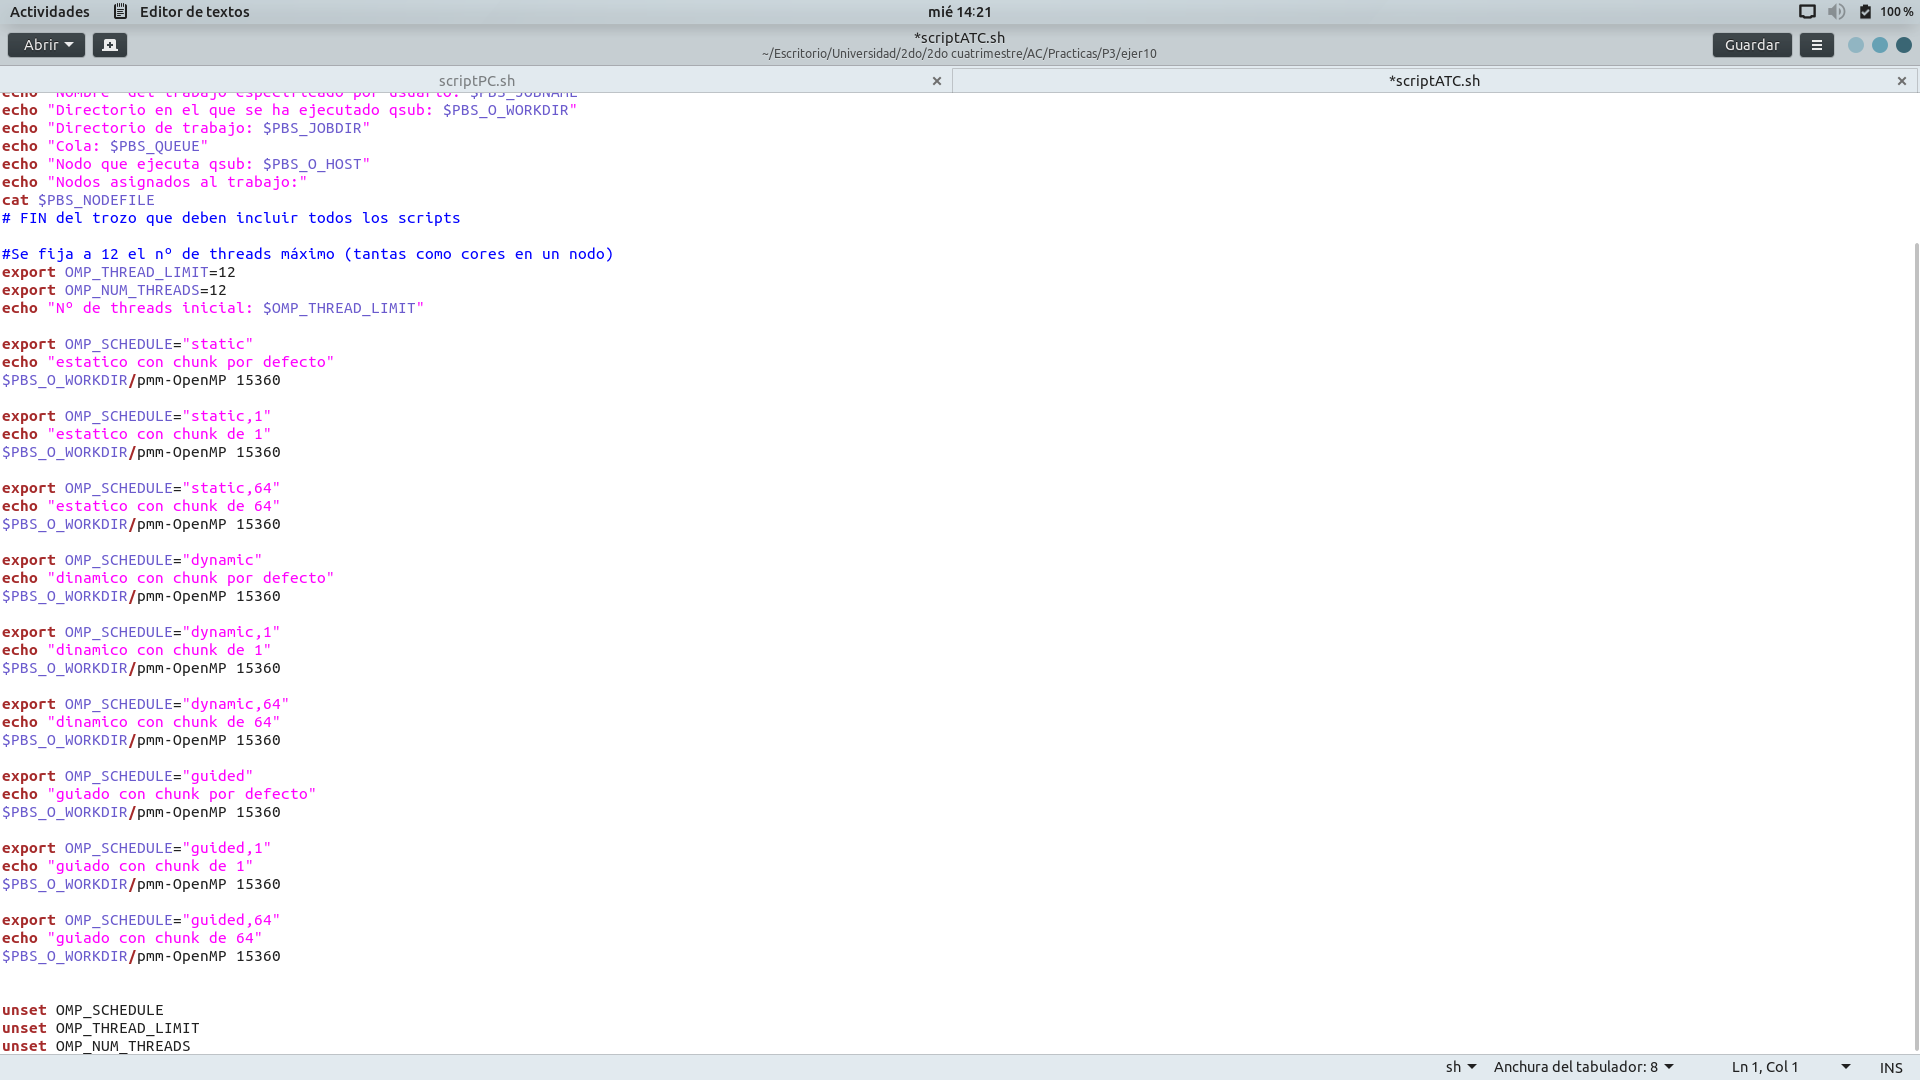 Actividades Editor de textos mié 14:21 100 %
Abrir *scriptATC.sh Guardar
~/Escritorio/Universidad/2do/2do cuatrimestre/AC/Practicas/P3/ejer10
scriptPC.sh *scriptATC.sh
echo "Nombre del trabajo especificado por usuario: $PBS_JOBNAME"
echo "Directorio en el que se ha ejecutado qsub: $PBS_O_WORKDIR"
echo "Directorio de trabajo: $PBS_JOBDIR"
echo "Cola: $PBS_QUEUE"
echo "Nodo que ejecuta qsub: $PBS_O_HOST"
echo "Nodos asignados al trabajo:"
cat $PBS_NODEFILE
# FIN del trozo que deben incluir todos los scripts
#Se fija a 12 el nº de threads máximo (tantas como cores en un nodo)
export OMP_THREAD_LIMIT=12
export OMP_NUM_THREADS=12
echo "Nº de threads inicial: $OMP_THREAD_LIMIT"
export OMP_SCHEDULE="static"
echo "estatico con chunk por defecto"
$PBS_O_WORKDIR/pmm-OpenMP 15360
export OMP_SCHEDULE="static,1"
echo "estatico con chunk de 1"
$PBS_O_WORKDIR/pmm-OpenMP 15360
export OMP_SCHEDULE="static,64"
echo "estatico con chunk de 64"
$PBS_O_WORKDIR/pmm-OpenMP 15360
export OMP_SCHEDULE="dynamic"
echo "dinamico con chunk por defecto"
$PBS_O_WORKDIR/pmm-OpenMP 15360
export OMP_SCHEDULE="dynamic,1"
echo "dinamico con chunk de 1"
$PBS_O_WORKDIR/pmm-OpenMP 15360
export OMP_SCHEDULE="dynamic,64"
echo "dinamico con chunk de 64"
$PBS_O_WORKDIR/pmm-OpenMP 15360
export OMP_SCHEDULE="guided"
echo "guiado con chunk por defecto"
$PBS_O_WORKDIR/pmm-OpenMP 15360
export OMP_SCHEDULE="guided,1"
echo "guiado con chunk de 1"
$PBS_O_WORKDIR/pmm-OpenMP 15360
export OMP_SCHEDULE="guided,64"
echo "guiado con chunk de 64"
$PBS_O_WORKDIR/pmm-OpenMP 15360
unset OMP_SCHEDULE
unset OMP_THREAD_LIMIT
unset OMP_NUM_THREADS
sh Anchura del tabulador: 8 Ln 1, Col 1 INS